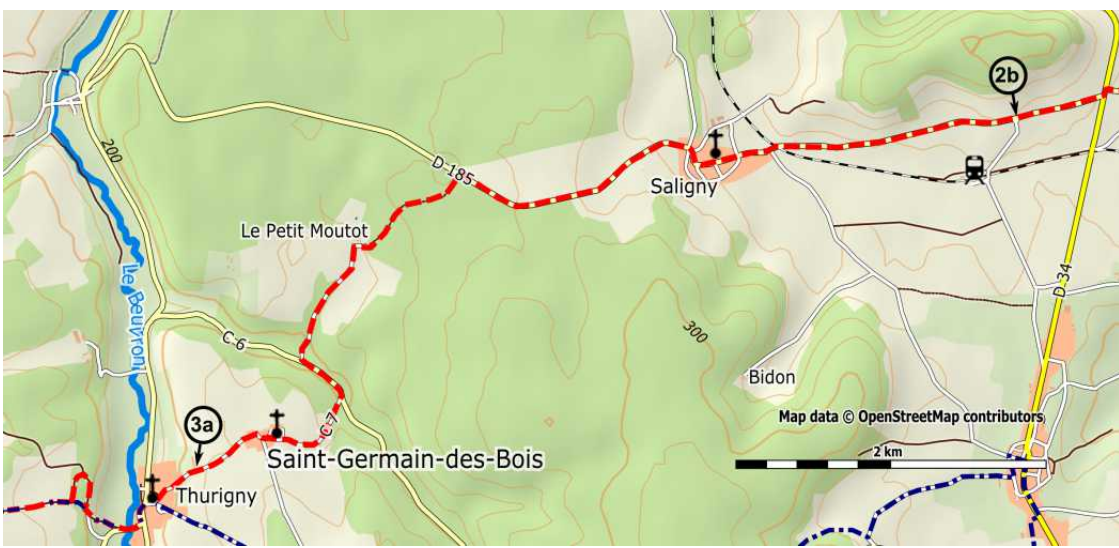 2b
200
D 185
Saligny
Le Petit Moutot
D-34
Le Beuvron
C 6
300
Bidon
Map data © OpenStreetMap contributors
3a
C-7
2 km
Saint-Germain-des-Bois
Thurigny